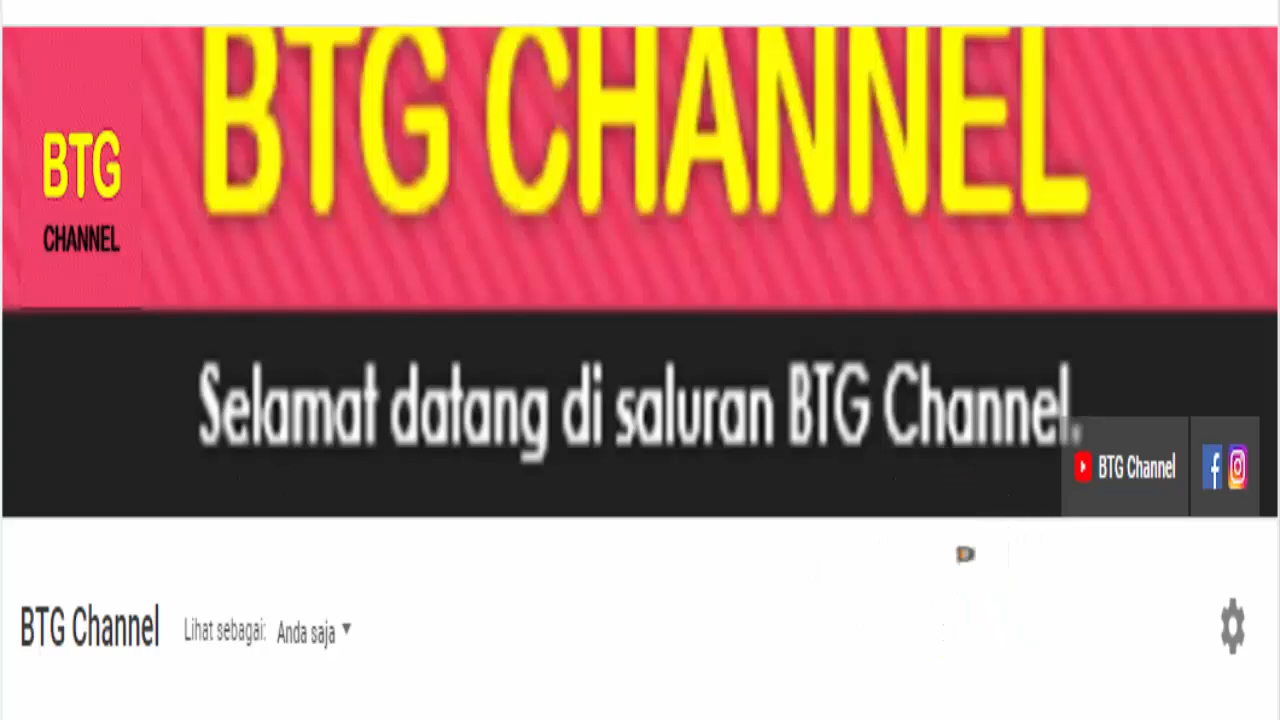 BTG CHANNEL
BTG
CHANNEL
Selamat datang di saluran BTG Channel.
BTG Channel
BTG Channel
Lihat sebagai: Anda saja